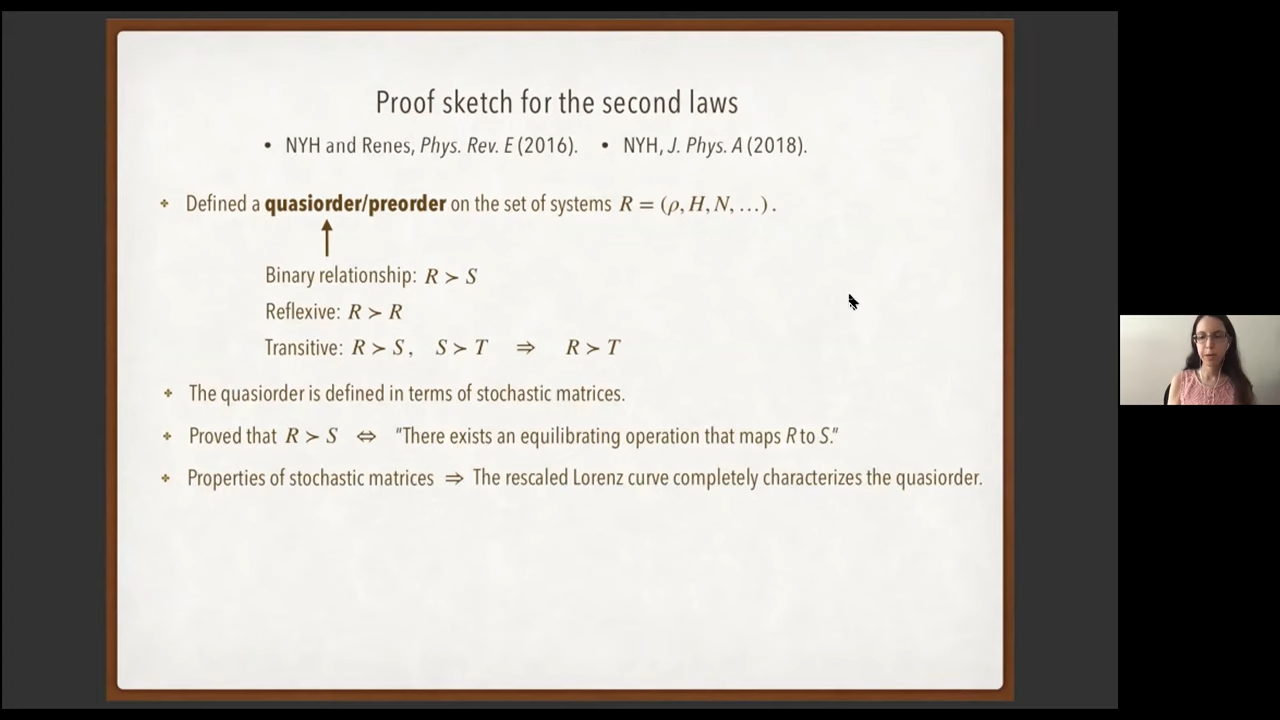 Proof sketch for the second laws
• NYH and Renes, Phys. Rev. E (2016). • NYH, J. Phys. A (2018).
Defined a quasiorder/preorder on the set of systems R = (ρ, H, N, …) .
Binary relationship: R ≻ S
Reflexive: R ≻ R
Transitive: R ≻ S , S ≻ T ⇒ R ≻ T
The quasiorder is defined in terms of stochastic matrices.
Proved that R ≻ S ⇔ "There exists an equilibrating operation that maps R to S."
Properties of stochastic matrices ⇒ The rescaled Lorenz curve completely characterizes the quasiorder.